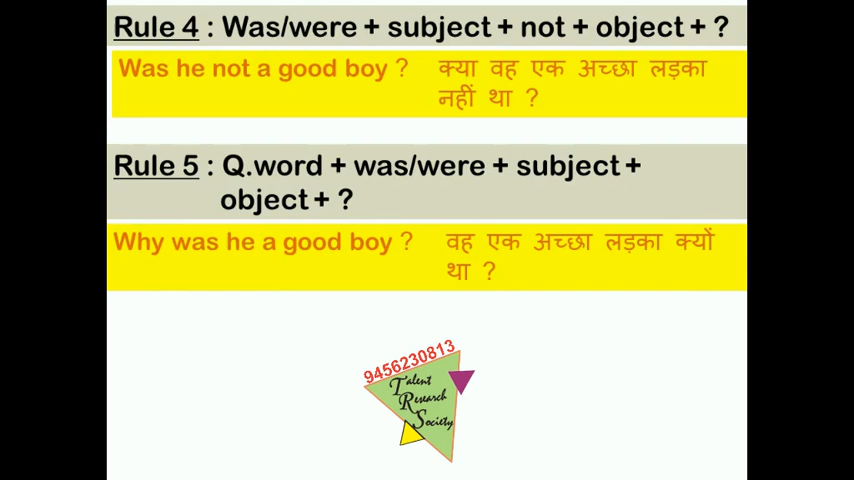 Rule 4 : Was/were + subject + not + object + ?
Was he not a good boy ? क्या वह एक अच्छा लड़का
नहीं था ?
Rule 5 : Q.word + was/were + subject +
object + ?
Why was he a good boy ? वह एक अच्छा लड़का क्यों
था ?
9456230813
Talent
Research
Society